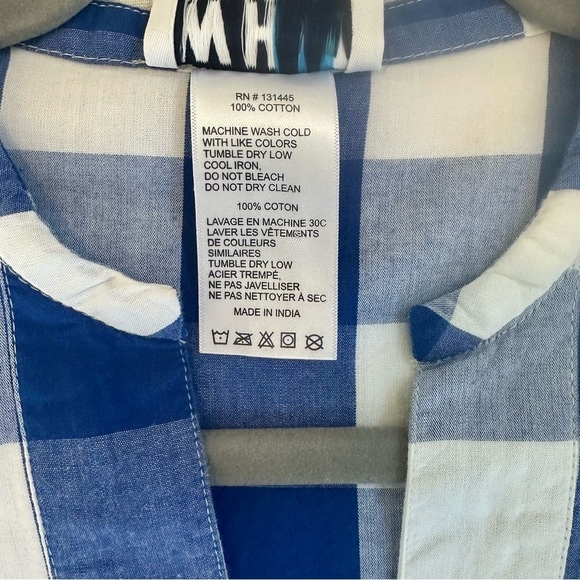 MHM
RN # 131445
100% COTTON
MACHINE WASH COLD
WITH LIKE COLORS
TUMBLE DRY LOW
COOL IRON,
DO NOT BLEACH
DO NOT DRY CLEAN
100% COTON
LAVAGE EN MACHINE 30C
LAVER LES VÊTEMENTS
DE COULEURS
SIMILAIRES
TUMBLE DRY LOW
ACIER TREMPÉ,
NE PAS JAVELLISER
NE PAS NETTOYER À SEC
MADE IN INDIA